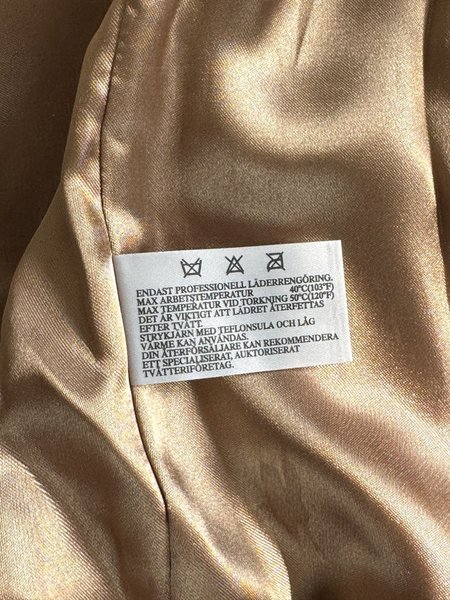 ENDAST PROFESSIONELL LÄDERRENGÖRING.
MAX ARBETSTEMPERATUR 40°C(103°F)
MAX TEMPERATUR VID TORKNING 50°C(120°F)
DET ÄR VIKTIGT ATT LÄDRET ÅTERFETTAS
EFTER TVÄTT.
STRYKJÄRN MED TEFLONSULA OCH LÅG
VÄRME KAN ANVÄNDAS.
DIN ÅTERFÖRSÄLJARE KAN REKOMMENDERA
ETT SPECIALISERAT, AUKTORISERAT
TVÄTTERIFÖRETAG.